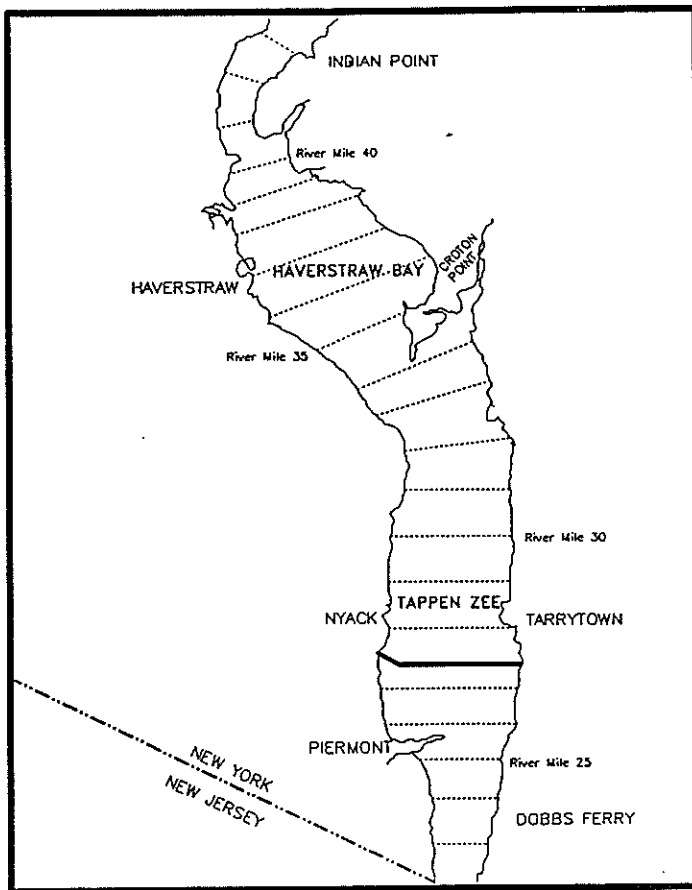 INDIAN POINT
River Mile 40
CROTON
POINT
HAVERSTRAW BAY
HAVERSTRAW
River Mile 35
River Mile 30
TAPPEN ZEE
NYACK
TARRYTOWN
PIERMONT
NEW YORK
River Mile 25
NEW JERSEY
DOBBS FERRY